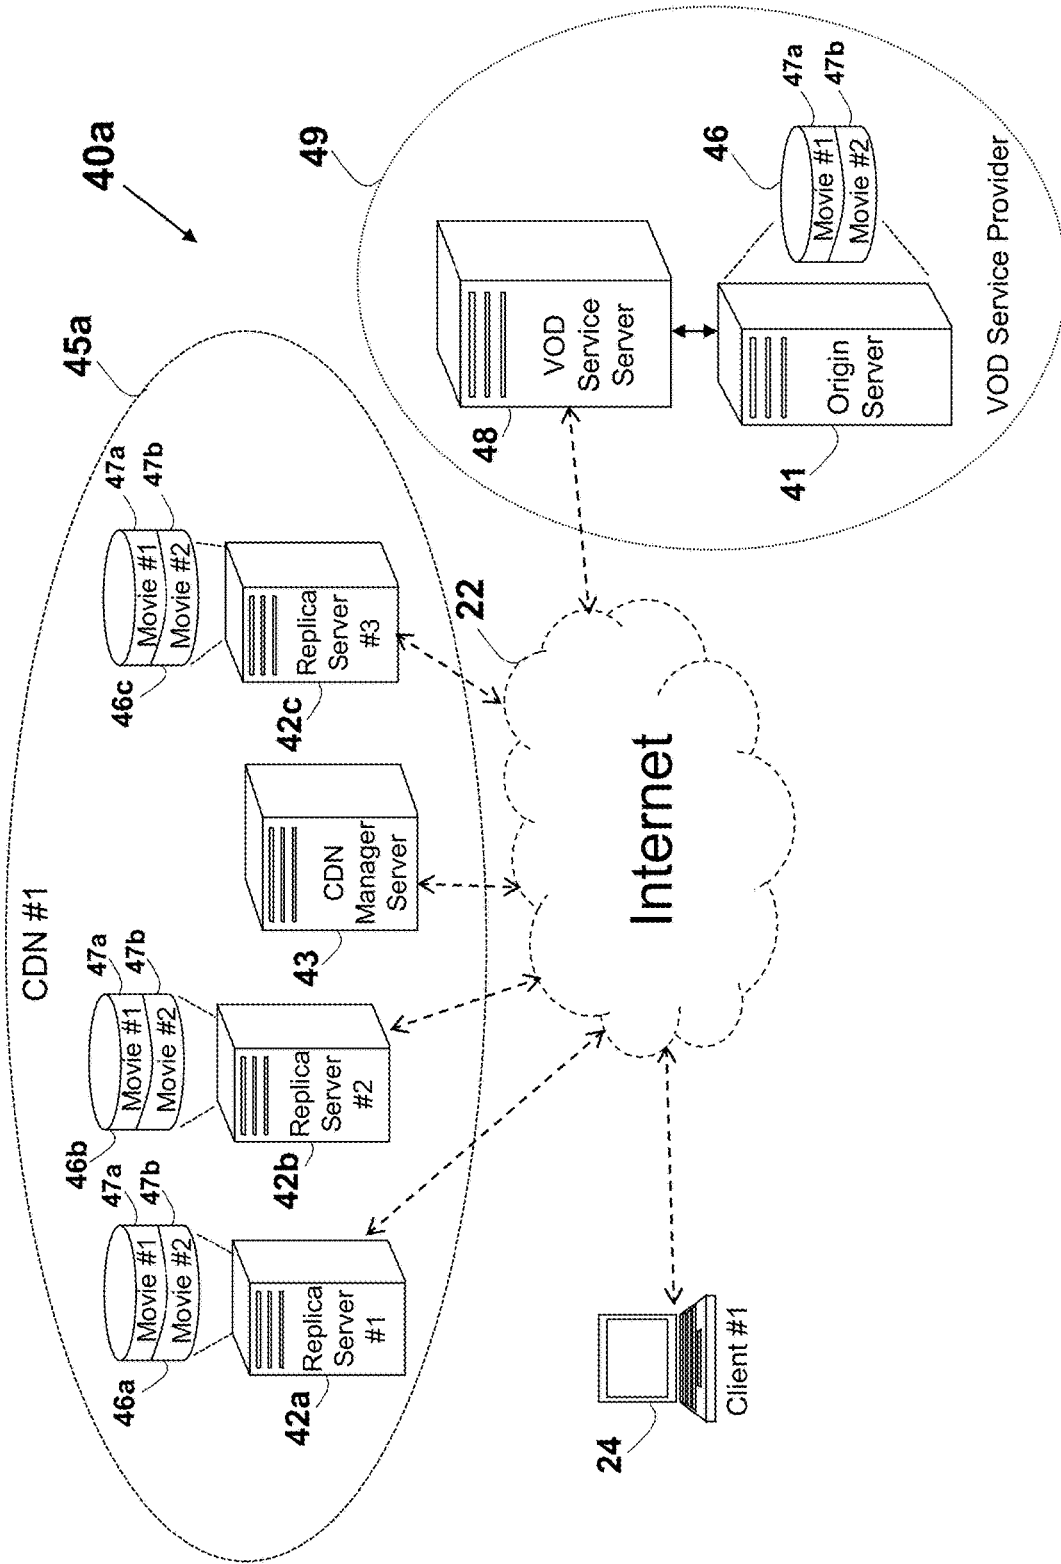 40a
45a
CDN #1
46a
47a
47b
Movie #1
Movie #2
42a
Replica
Server
#1
46b
47a
47b
Movie #1
Movie #2
42b
Replica
Server
#2
43
CDN
Manager
Server
46c
47a
47b
Movie #1
Movie #2
42c
Replica
Server
#3
22
Internet
24
Client #1
49
48
VOD
Service
Server
41
Origin
Server
46
47a
47b
Movie #1
Movie #2
VOD Service Provider